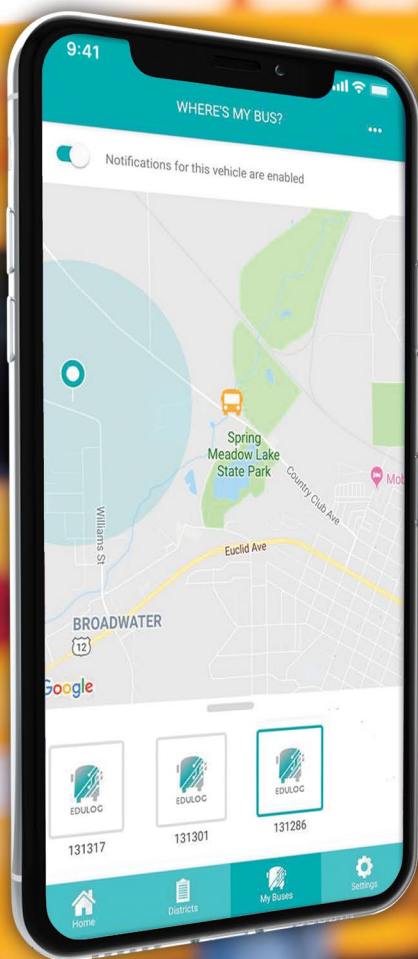 9:41
WHERE'S MY BUS?
Notifications for this vehicle are enabled
Spring
Meadow Lake
State Park
Country Club Ave
Mob
Williams St
Euclid Ave
BROADWATER
12
Google
EDULOG
EDULOG
EDULOG
131317
131301
131286
Home
Districts
My Buses
Settings